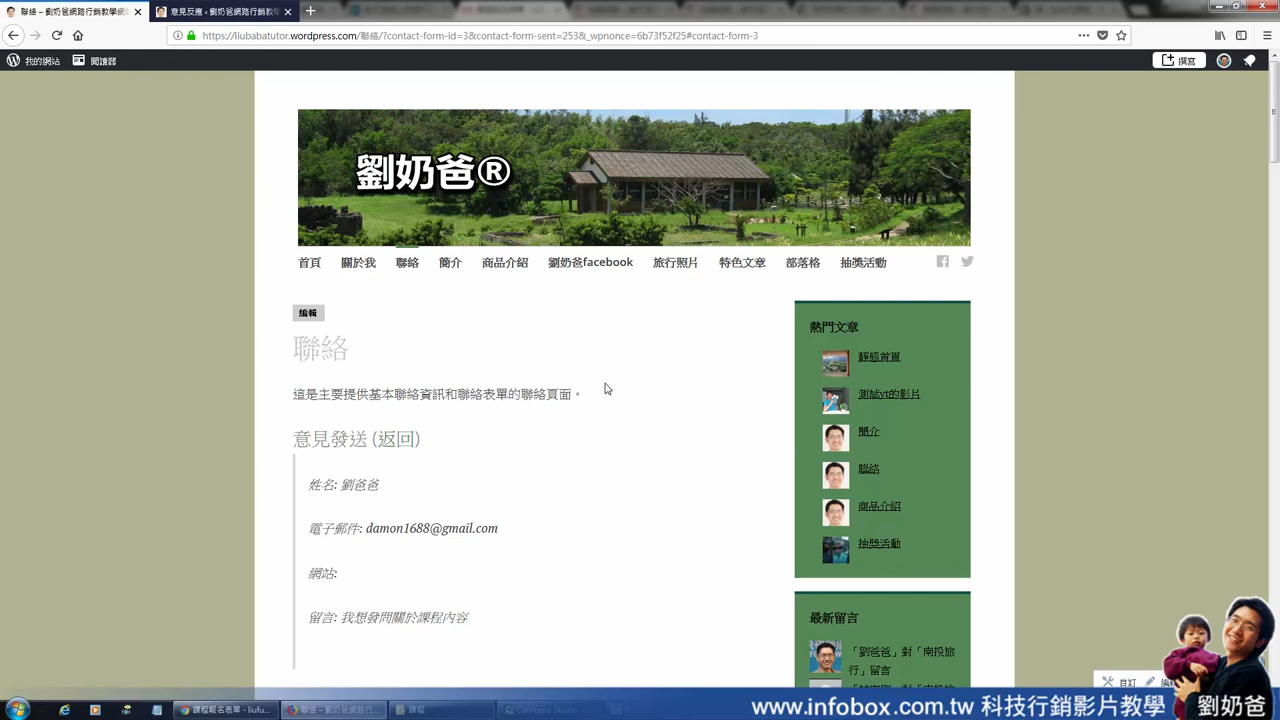 聯絡 – 劉奶爸網路行銷教學網站
意見反應 ‹ 劉奶爸網路行銷教學
https://liubabatutor.wordpress.com/聯絡/?contact-form-id=3&contact-form-sent=253&_wpnonce=6b73f52f25#contact-form-3
我的網站
閱讀器
撰寫
劉奶爸®
首頁
關於我
聯絡
簡介
商品介紹
劉奶爸facebook
旅行照片
特色文章
部落格
抽獎活動
編輯
聯絡
這是主要提供基本聯絡資訊和聯絡表單的聯絡頁面。
意見發送 (返回)
姓名: 劉爸爸
電子郵件: damon1688@gmail.com
網站:
留言: 我想發問關於課程內容
熱門文章
靜態首頁
測試yt的影片
簡介
聯絡
商品介紹
抽獎活動
最新留言
「劉爸爸」對「南投旅
行」留言
自訂
課程報名表單 - liufu...
聯絡 – 劉奶爸網路行...
課程
Camtasia Studio
www.infobox.com.tw 科技行銷影片教學
劉奶爸